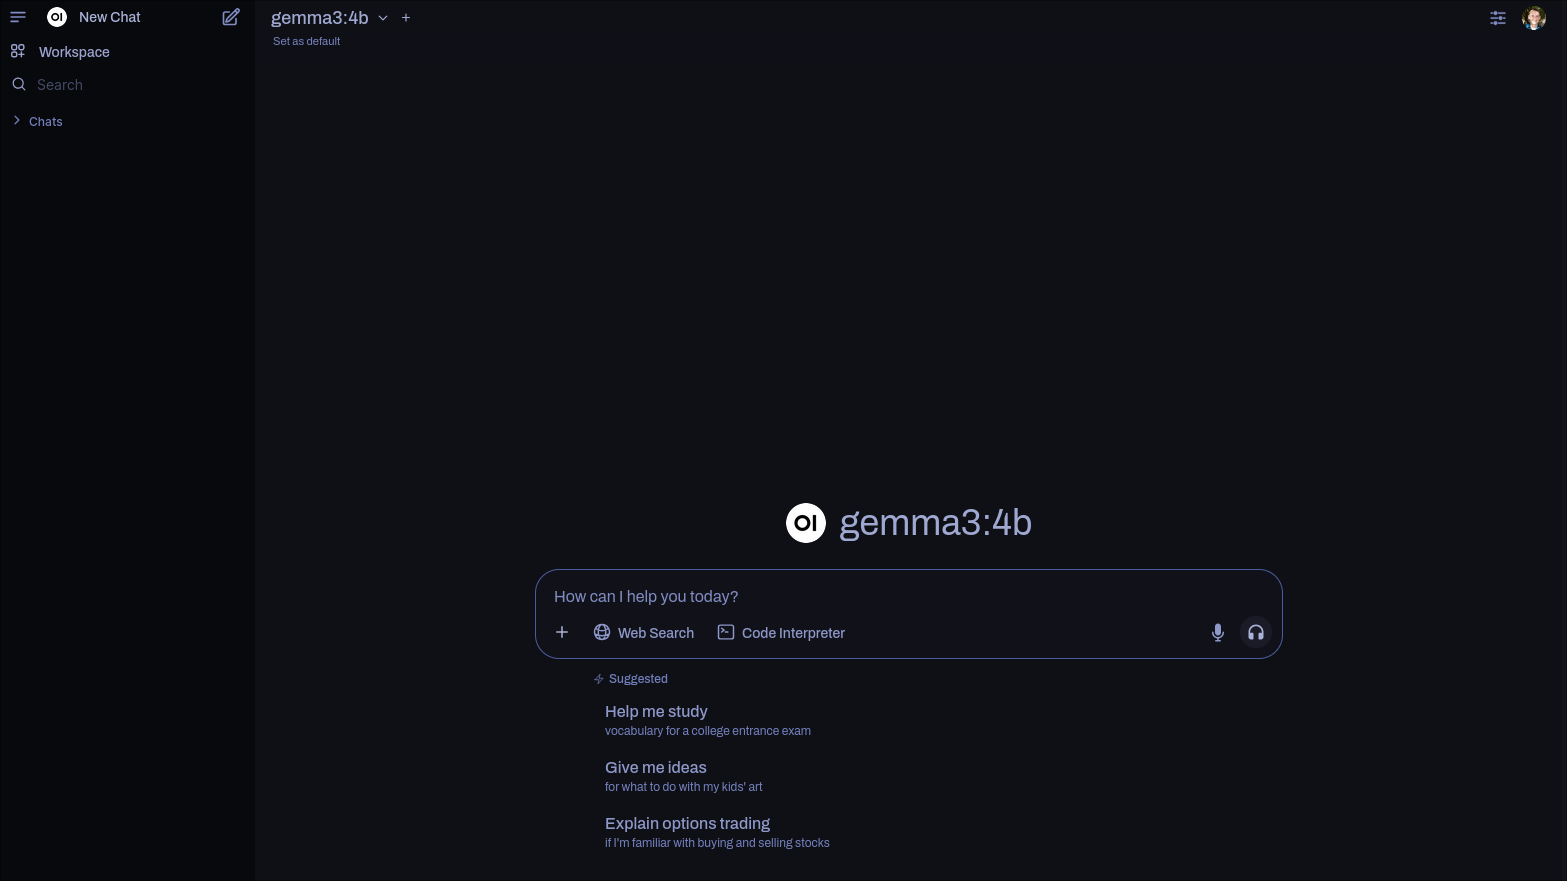 OI New Chat
Workspace
Search
Chats
gemma3:4b
Set as default
OI gemma3:4b
How can I help you today?
Web Search Code Interpreter
Suggested
Help me study
vocabulary for a college entrance exam
Give me ideas
for what to do with my kids' art
Explain options trading
if I'm familiar with buying and selling stocks